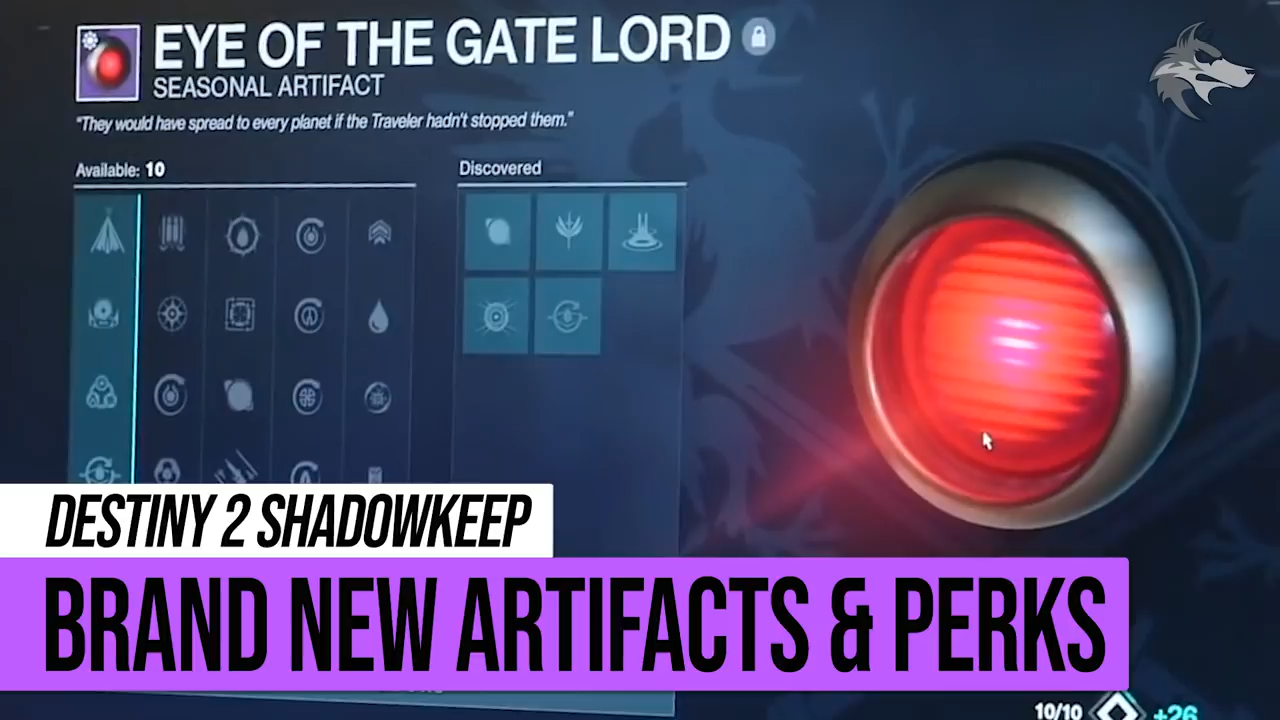 EYE OF THE GATE LORD
SEASONAL ARTIFACT
"They would have spread to every planet if the Traveler hadn't stopped them."
Available: 10
Discovered
DESTINY 2 SHADOWKEEP
BRAND NEW ARTIFACTS & PERKS
10/10 +26